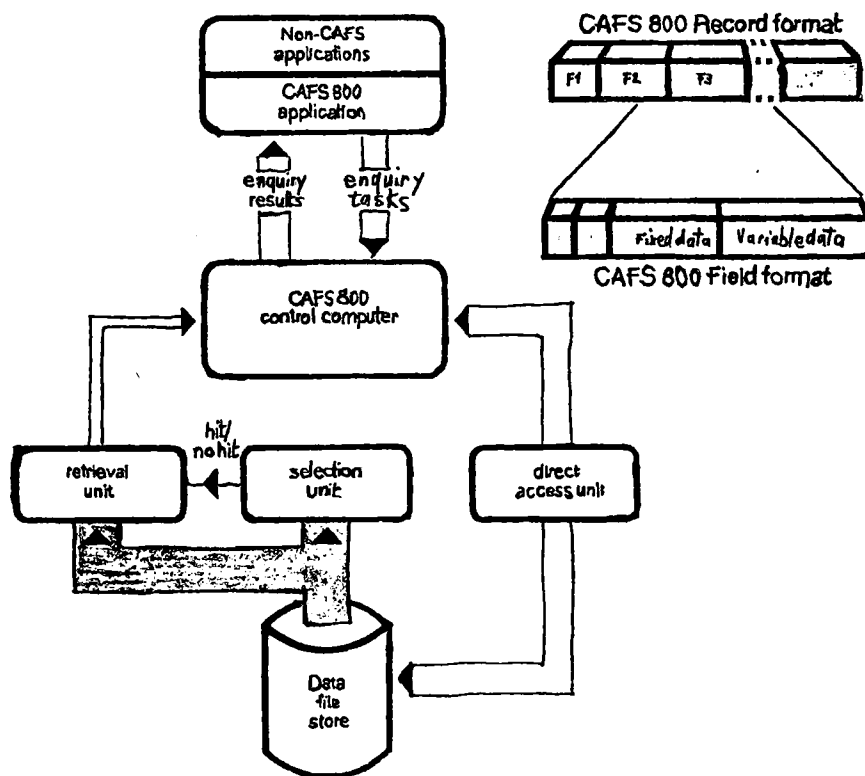 Non-CAFS
applications
CAFS 800
application
enquiry
results
enquiry
tasks
CAFS 800
control computer
hit/
no hit
retrieval
unit
selection
unit
direct
access unit
Data
file
store
CAFS 800 Record format
F1 F2 F3
Fixed data Variable data
CAFS 800 Field format